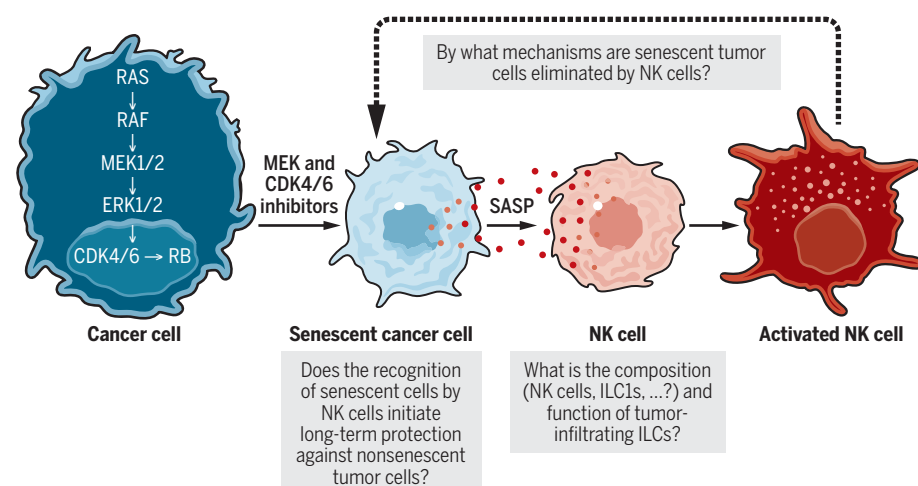 By what mechanisms are senescent tumor
cells eliminated by NK cells?
RAS
RAF
MEK1/2
ERK1/2
CDK4/6 → RB
MEK and
CDK4/6
inhibitors
SASP
Cancer cell
Senescent cancer cell
NK cell
Activated NK cell
Does the recognition
of senescent cells by
NK cells initiate
long-term protection
against nonsenescent
tumor cells?
What is the composition
(NK cells, ILC1s, ...?) and
function of tumor-
infiltrating ILCs?